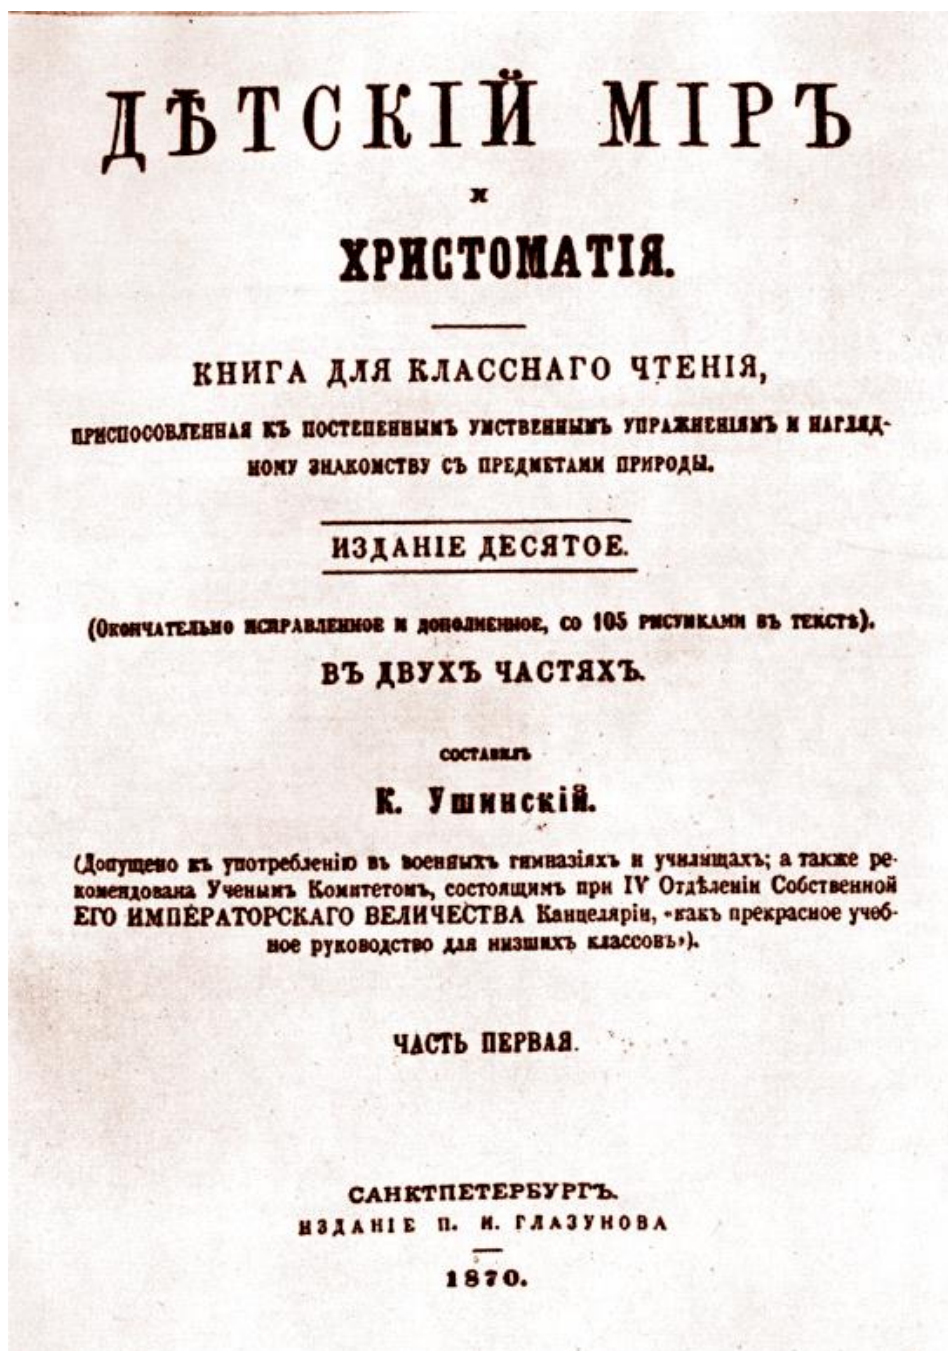 ДѢТСКІЙ МІРЪ
И
ХРИСТОМАТІЯ.
КНИГА ДЛЯ КЛАССНАГО ЧТЕНІЯ,
ПРИСПОСОБЛЕННАЯ КЪ ПОСТЕПЕННЫМЪ УМСТВЕННЫМЪ УПРАЖНЕНІЯМЪ И НАГЛЯД-
НОМУ ЗНАКОМСТВУ СЪ ПРЕДМЕТАМИ ПРИРОДЫ.
ИЗДАНІЕ ДЕСЯТОЕ.
(Окончательно исправленное и дополненное, со 105 рисунками въ текстѣ).
ВЪ ДВУХЪ ЧАСТЯХЪ.
СОСТАВИЛЪ
К. Ушинскій.
(Допущено къ употребленію въ военныхъ гимназіяхъ и училищахъ; а также ре-
комендована Ученымъ Комитетомъ, состоящимъ при IV Отдѣленіи Собственной
ЕГО ИМПЕРАТОРСКАГО ВЕЛИЧЕСТВА Канцеляріи, «какъ прекрасное учеб-
ное руководство для низшихъ классовъ»).
ЧАСТЬ ПЕРВАЯ.
САНКТПЕТЕРБУРГЪ.
ИЗДАНІЕ П. И. ГЛАЗУНОВА
1870.